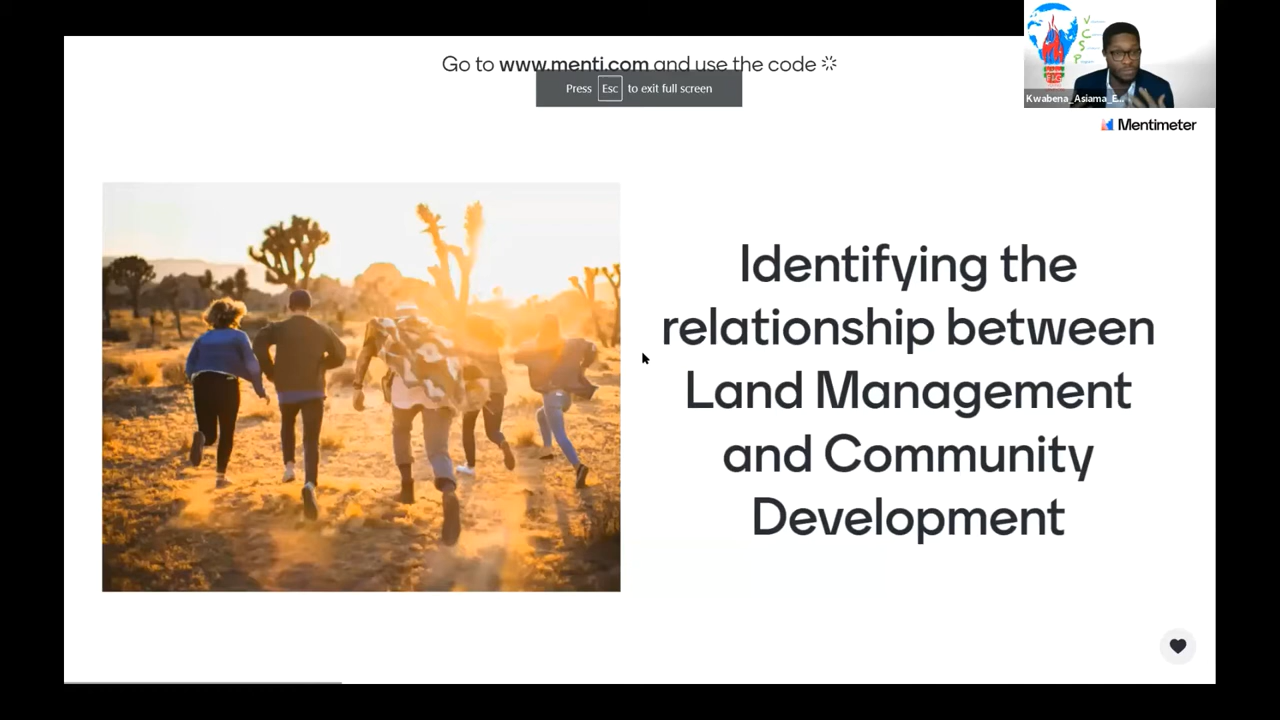 Go to www.menti.com and use the code
Press Esc to exit full screen
V
C
S
P
FIG
Kwabena_Asiama_E...
Mentimeter
Identifying the
relationship between
Land Management
and Community
Development